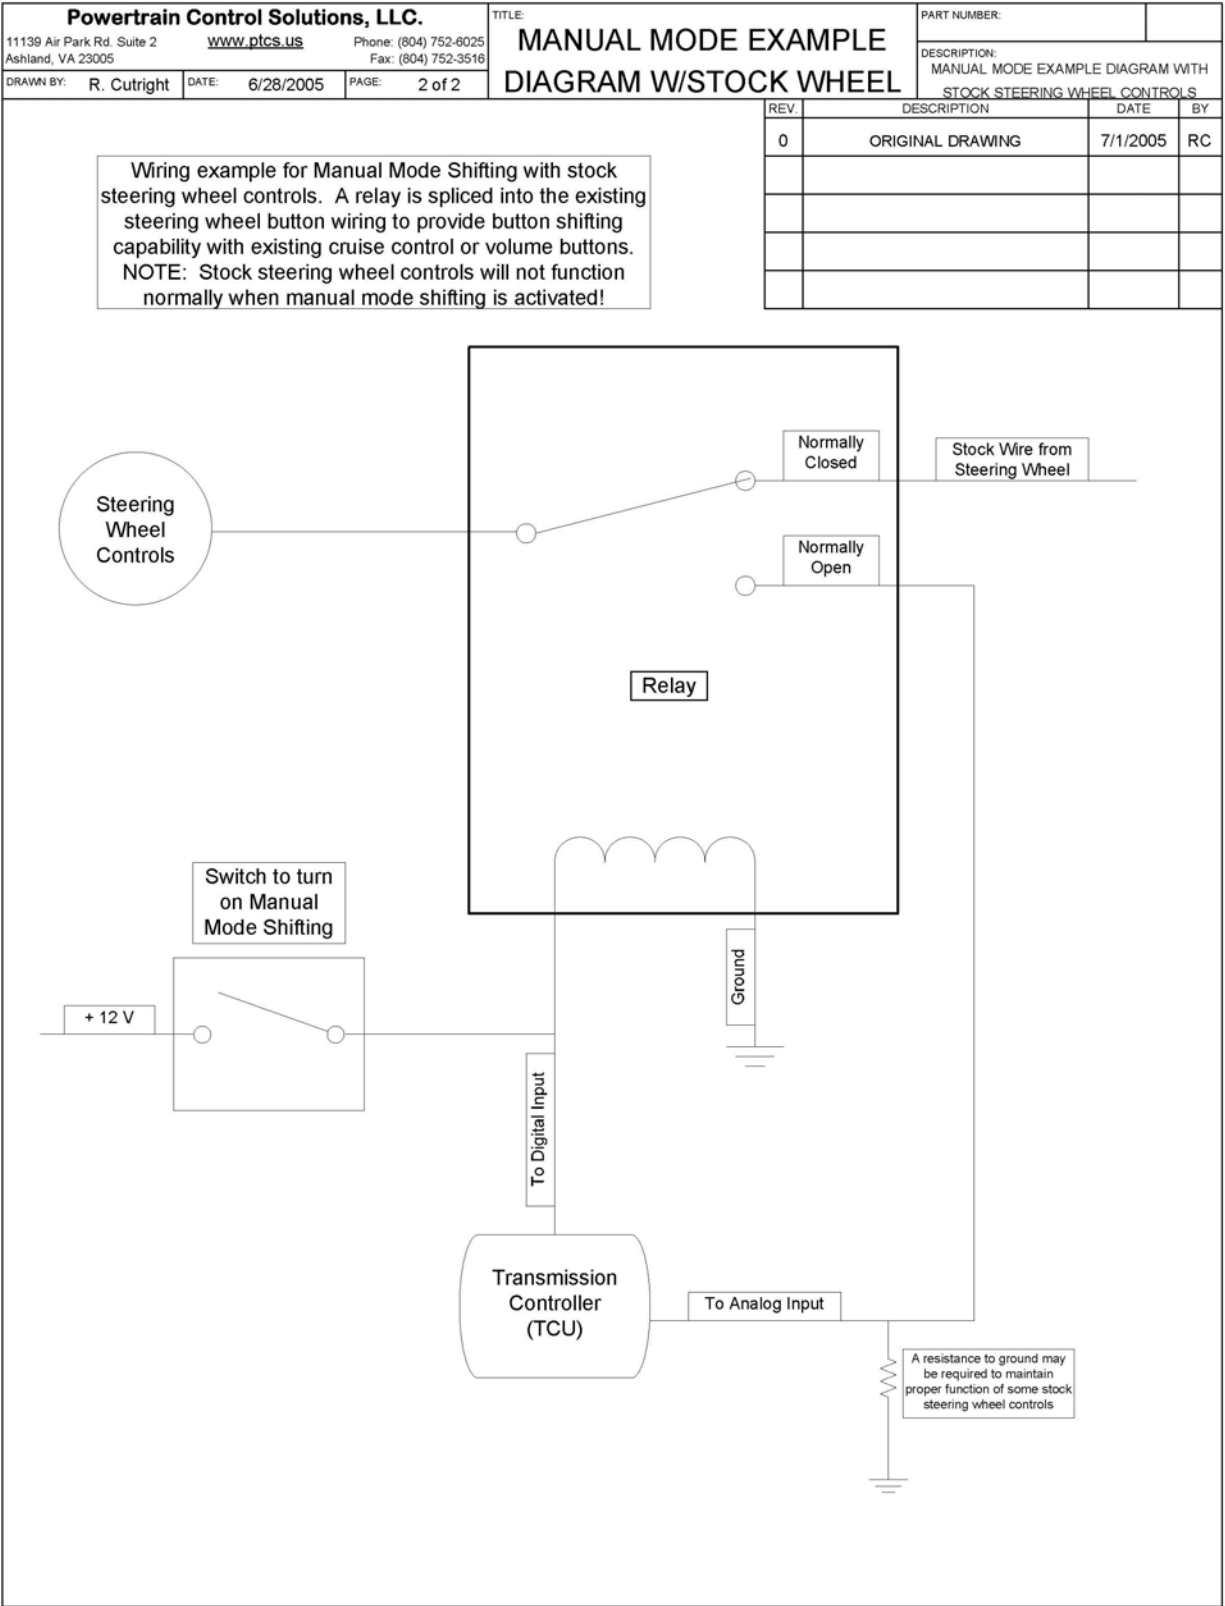 Powertrain Control Solutions, LLC.
11139 Air Park Rd. Suite 2
Ashland, VA 23005
www.ptcs.us
Phone: (804) 752-6025
Fax: (804) 752-3516
DRAWN BY: R. Cutright
DATE: 6/28/2005
PAGE: 2 of 2
TITLE:
MANUAL MODE EXAMPLE
DIAGRAM W/STOCK WHEEL
PART NUMBER:
DESCRIPTION:
MANUAL MODE EXAMPLE DIAGRAM WITH
STOCK STEERING WHEEL CONTROLS
REV. DESCRIPTION DATE BY
0 ORIGINAL DRAWING 7/1/2005 RC
Wiring example for Manual Mode Shifting with stock
steering wheel controls. A relay is spliced into the existing
steering wheel button wiring to provide button shifting
capability with existing cruise control or volume buttons.
NOTE: Stock steering wheel controls will not function
normally when manual mode shifting is activated!
Normally
Closed
Stock Wire from
Steering Wheel
Steering
Wheel
Controls
Normally
Open
Relay
Switch to turn
on Manual
Mode Shifting
Ground
+ 12 V
To Digital Input
Transmission
Controller
(TCU)
To Analog Input
A resistance to ground may
be required to maintain
proper function of some stock
steering wheel controls